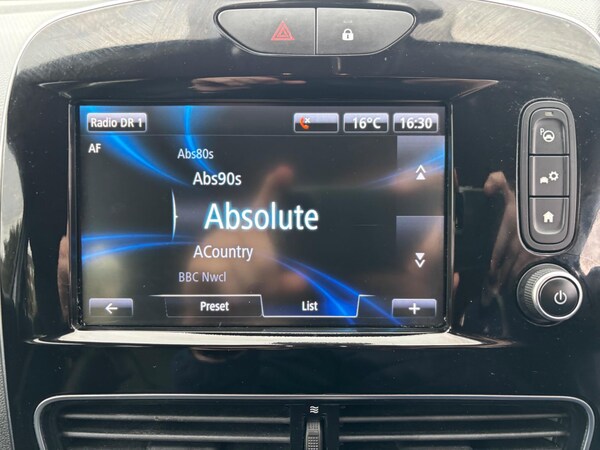 Radio DR 1
16°C
16:30
AF
Abs80s
Abs90s
Absolute
ACountry
BBC Nwcl
Preset
List